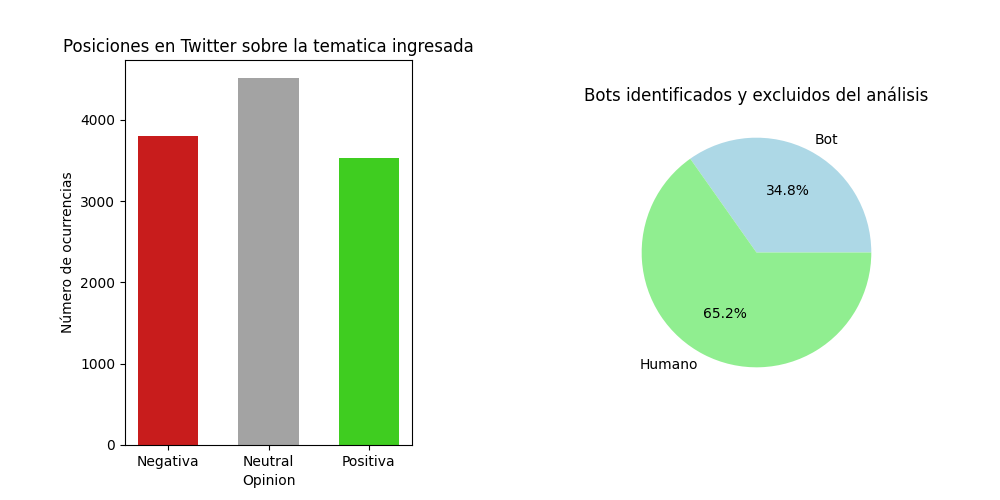 Posiciones en Twitter sobre la tematica ingresada
Número de ocurrencias
4000
3000
2000
1000
0
Negativa
Neutral
Positiva
Opinion
Bots identificados y excluidos del análisis
Bot
34.8%
65.2%
Humano